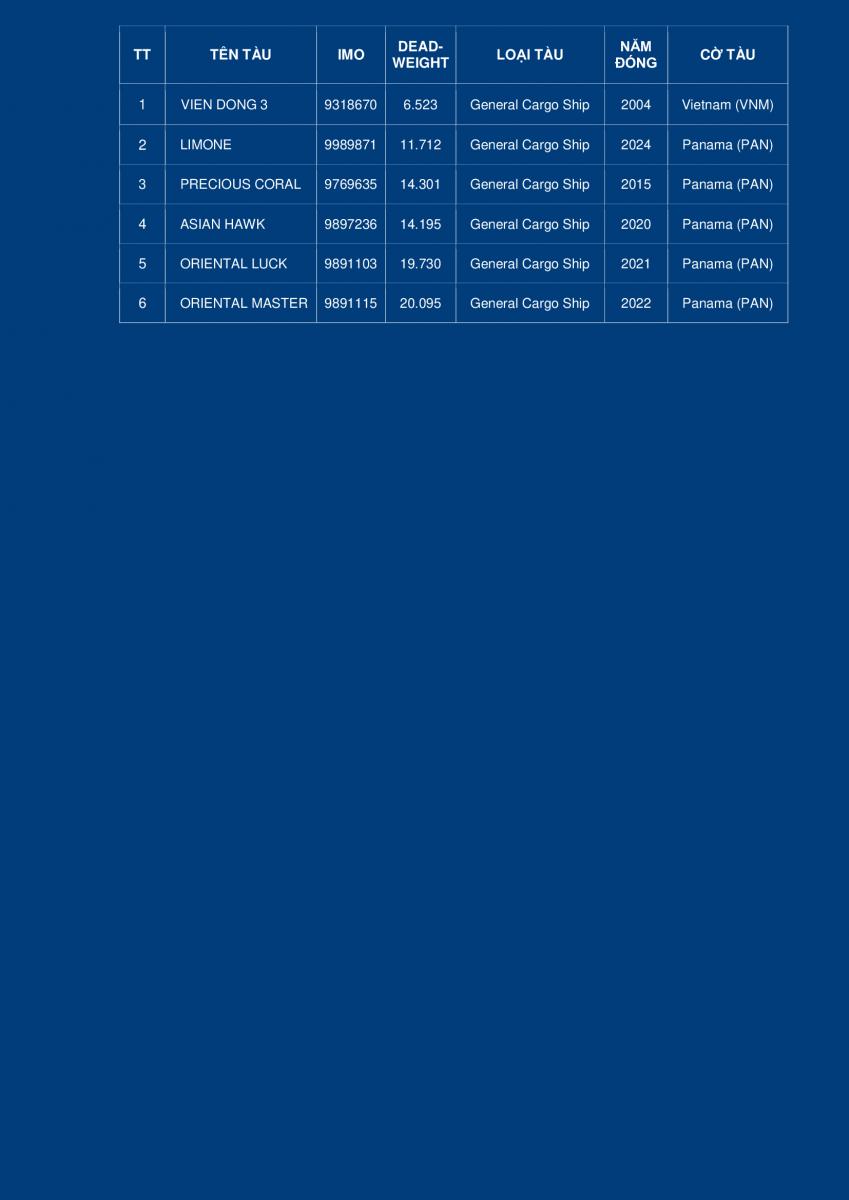 TT TÊN TÀU IMO DEAD-WEIGHT LOẠI TÀU NĂM ĐÓNG CỜ TÀU
1 VIEN DONG 3 9318670 6.523 General Cargo Ship 2004 Vietnam (VNM)
2 LIMONE 9989871 11.712 General Cargo Ship 2024 Panama (PAN)
3 PRECIOUS CORAL 9769635 14.301 General Cargo Ship 2015 Panama (PAN)
4 ASIAN HAWK 9897236 14.195 General Cargo Ship 2020 Panama (PAN)
5 ORIENTAL LUCK 9891103 19.730 General Cargo Ship 2021 Panama (PAN)
6 ORIENTAL MASTER 9891115 20.095 General Cargo Ship 2022 Panama (PAN)